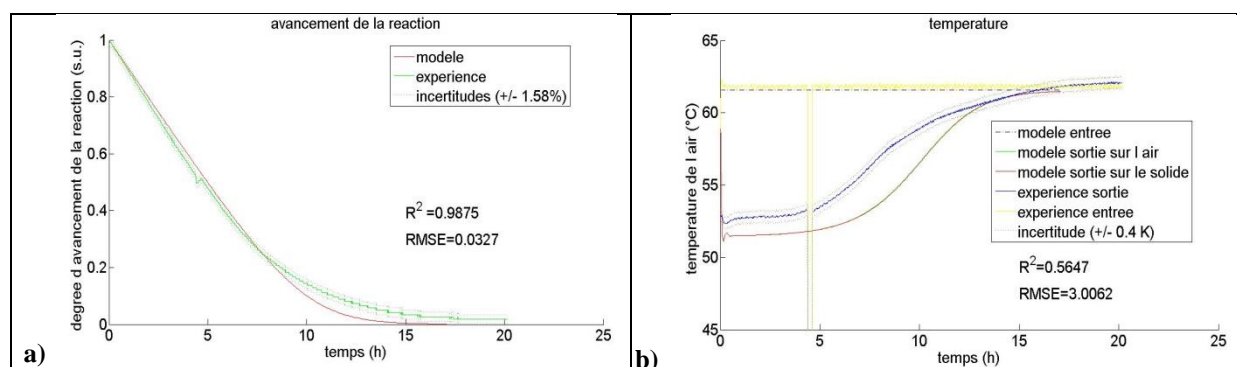 avancement de la reaction
degree d avancement de la reaction (s.u.)
1
0.8
0.6
0.4
0.2
0
modele
experience
incertitudes (+/- 1.58%)
R² =0.9875
RMSE=0.0327
0 5 10 15 20 25
temps (h)
a)
temperature
temperature de l air (°C)
65
60
55
50
45
modele entree
modele sortie sur l air
modele sortie sur le solide
experience sortie
experience entree
incertitude (+/- 0.4 K)
R²=0.5647
RMSE=3.0062
0 5 10 15 20 25
temps (h)
b)